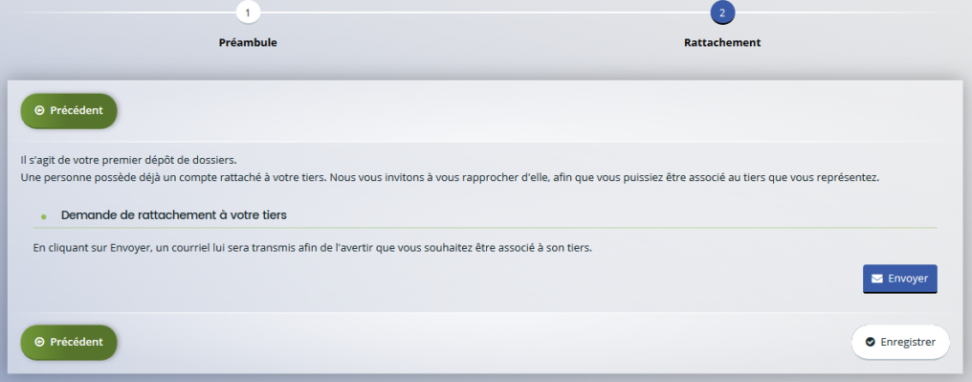 1
2
Préambule
Rattachement
Précédent
Il s'agit de votre premier dépôt de dossiers.
Une personne possède déjà un compte rattaché à votre tiers. Nous vous invitons à vous rapprocher d'elle, afin que vous puissiez être associé au tiers que vous représentez.
Demande de rattachement à votre tiers
En cliquant sur Envoyer, un courriel lui sera transmis afin de l'avertir que vous souhaitez être associé à son tiers.
Envoyer
Précédent
Enregistrer